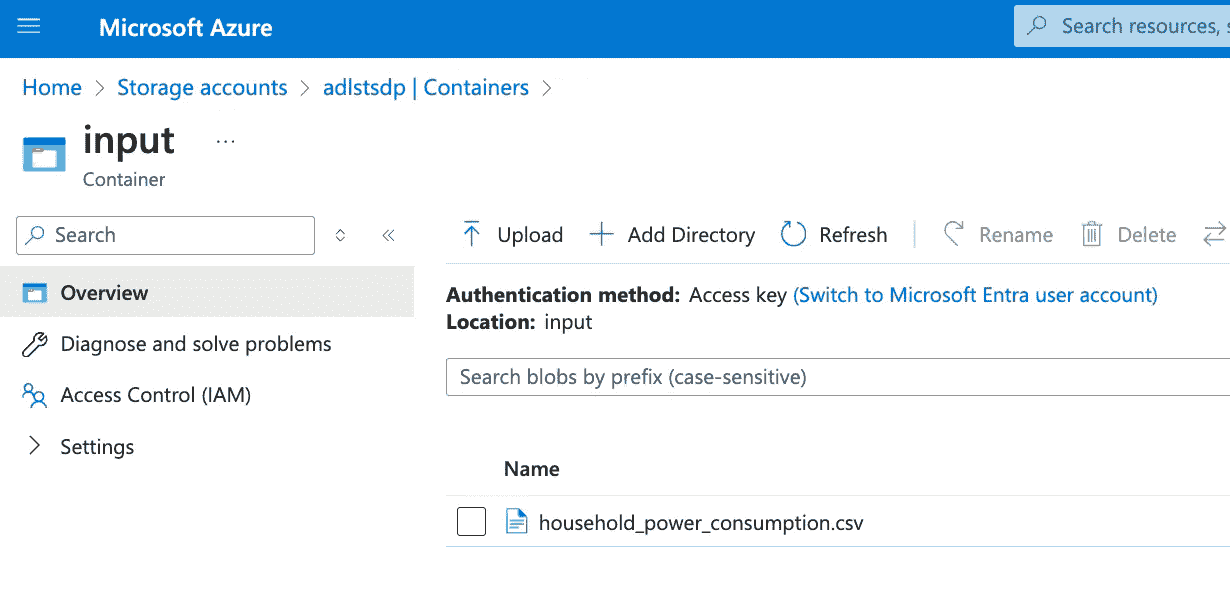 Microsoft Azure
Search resources, s
Home > Storage accounts > adlstsdp | Containers >
input ...
Container
Search
Upload Add Directory Refresh Rename Delete
Overview
Authentication method: Access key (Switch to Microsoft Entra user account)
Location: input
Diagnose and solve problems
Search blobs by prefix (case-sensitive)
Access Control (IAM)
Settings
Name
household_power_consumption.csv